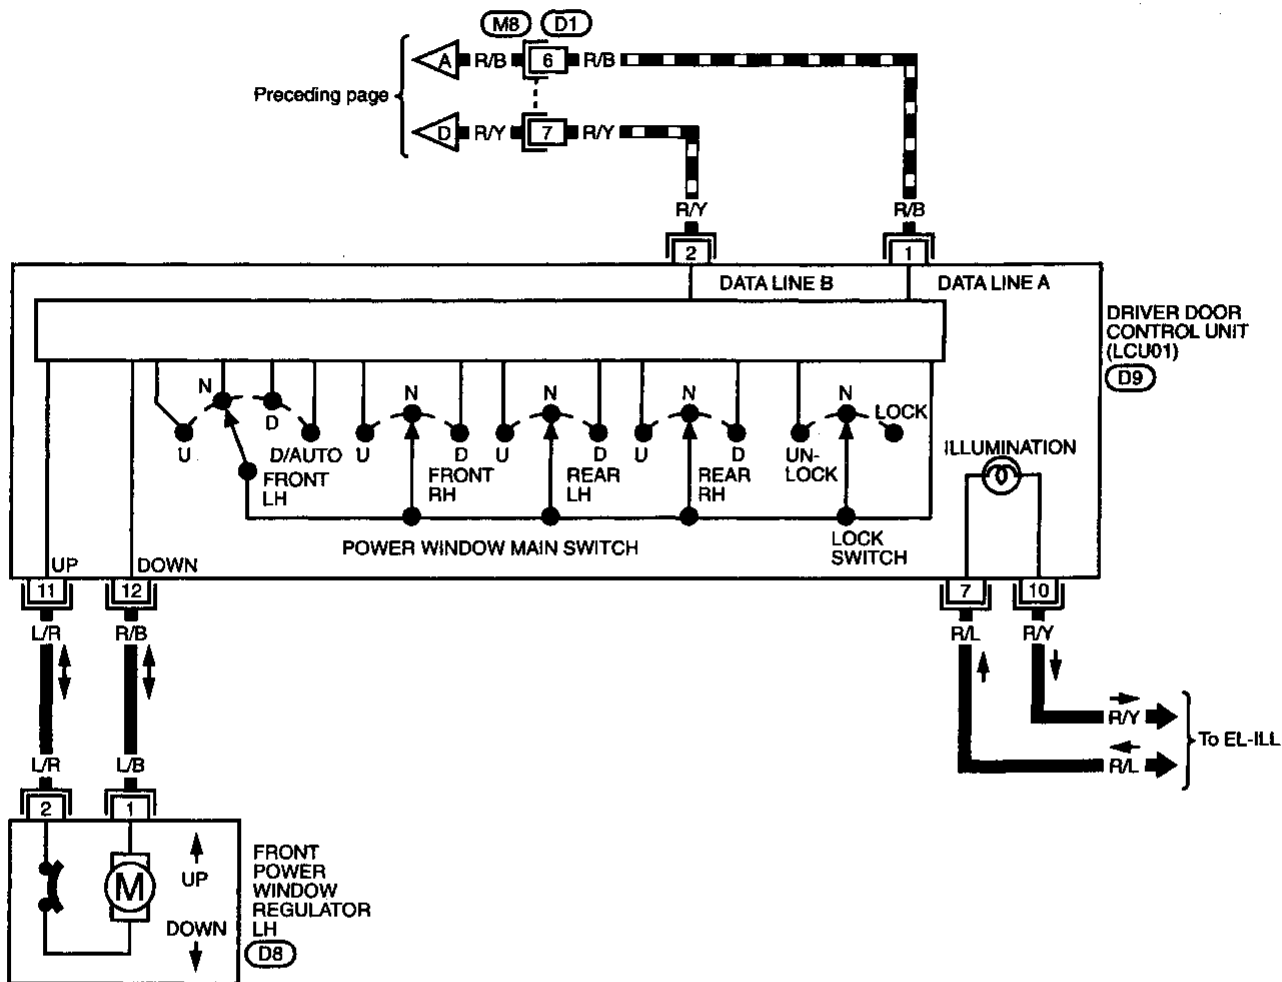 M8 D1
A R/B 6 R/B
Preceding page
D R/Y 7 R/Y
R/Y R/B
2 1
DATA LINE B DATA LINE A
DRIVER DOOR
CONTROL UNIT
(LCU01)
D9
N N N N N
U D D/AUTO
FRONT
LH
U D
FRONT
RH
U D
REAR
LH
U D
REAR
RH
UN-
LOCK
LOCK
ILLUMINATION
POWER WINDOW MAIN SWITCH
LOCK
SWITCH
UP DOWN
11 12 7 10
L/R R/B R/L R/Y
R/Y
To EL-ILL
R/L
L/R L/B
2 1
M
UP
DOWN
FRONT
POWER
WINDOW
REGULATOR
LH
D8